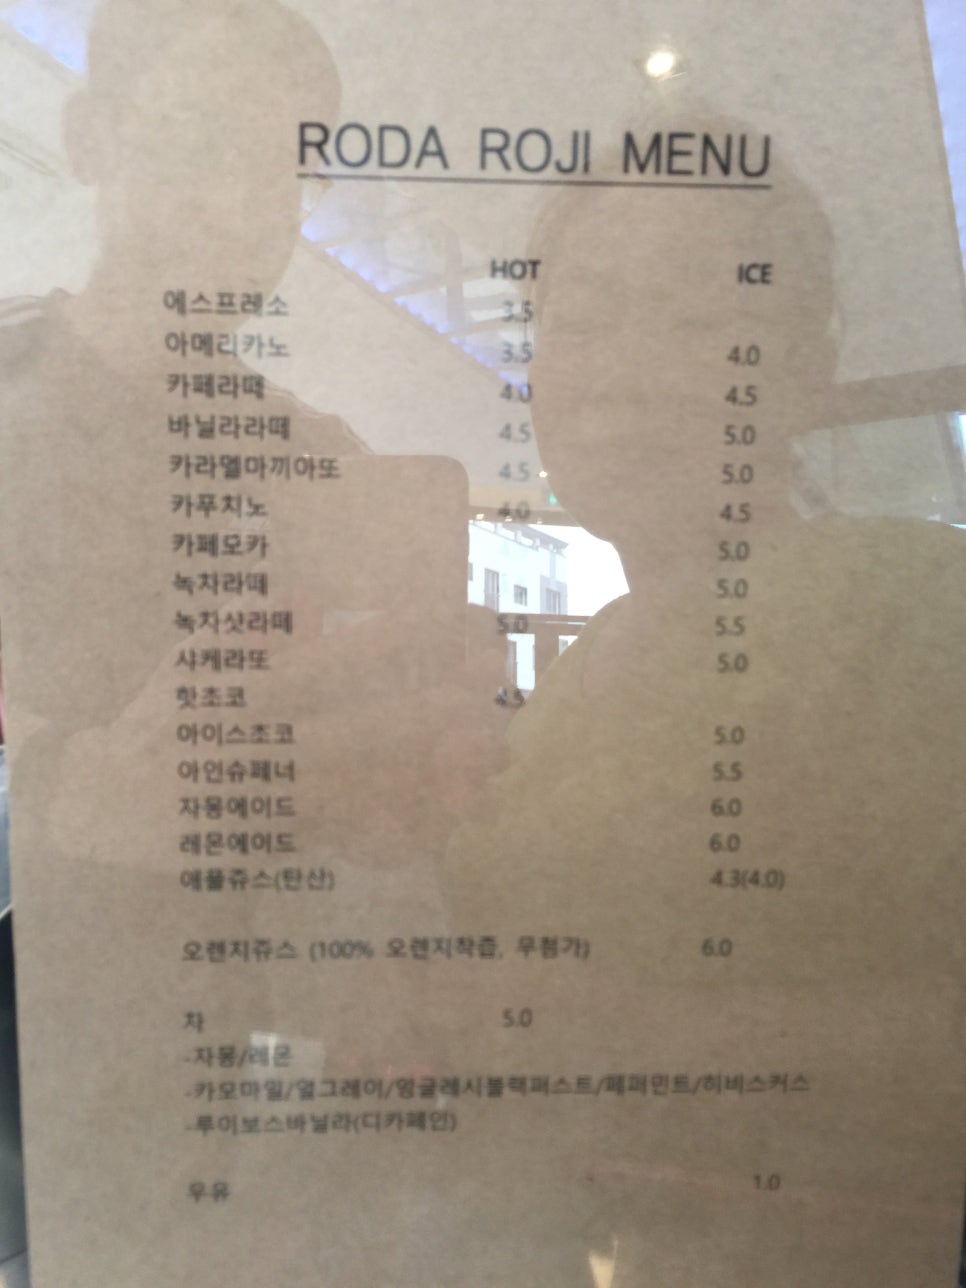 RODA ROJI MENU
HOT ICE
에스프레소 3.5
아메리카노 3.5 4.0
카페라떼 4.0 4.5
바닐라라떼 4.5 5.0
카라멜마끼아또 4.5 5.0
카푸치노 4.0 4.5
카페모카 5.0
녹차라떼 5.0
녹차샷라떼 5.0 5.5
샤케라또 5.0
핫초코 4.5
아이스초코 5.0
아인슈페너 5.5
자몽에이드 6.0
레몬에이드 6.0
애플쥬스(탄산) 4.3(4.0)
오렌지쥬스 (100% 오렌지착즙, 무첨가) 6.0
차 5.0
-자몽/레몬
-카모마일/얼그레이/잉글레시블랙퍼스트/페퍼민트/히비스커스
-루이보스바닐라(디카페인)
우유 1.0